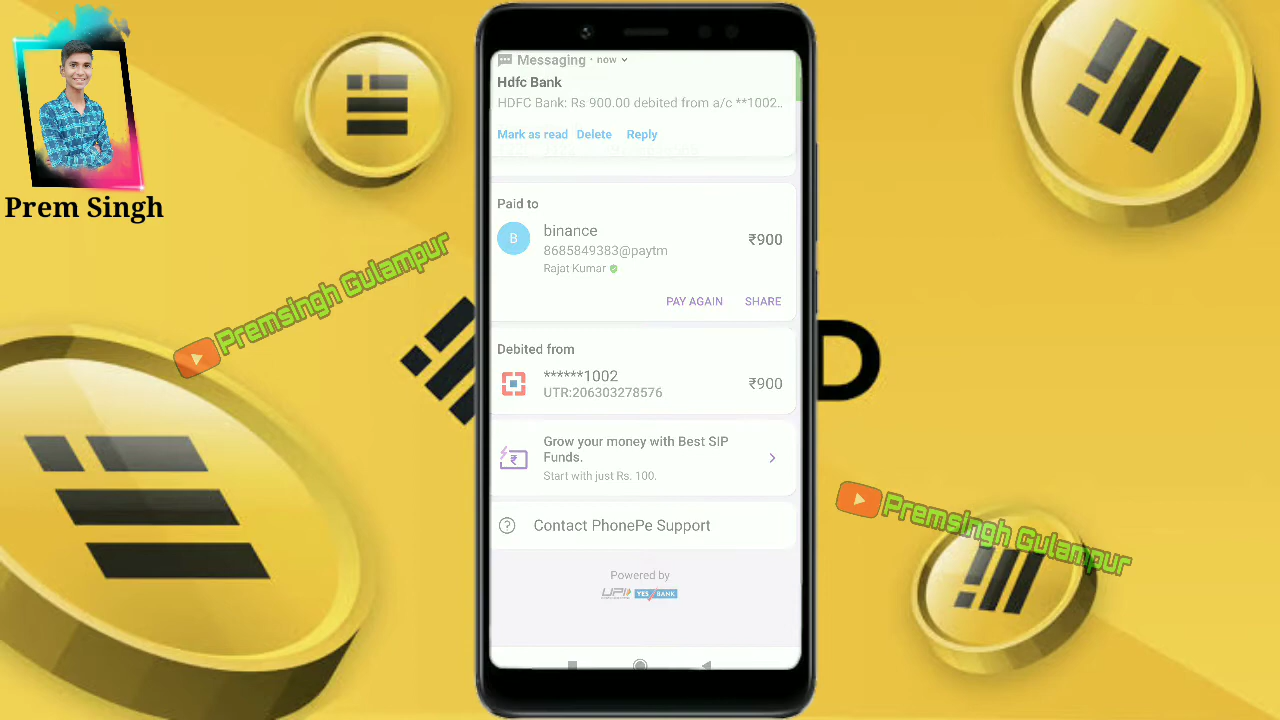 Prem Singh
Premsingh Gulampur
Messaging · now
Hdfc Bank
HDFC Bank: Rs 900.00 debited from a/c **1002..
Mark as read Delete Reply
Paid to
B
binance
₹900
8685849383@paytm
Rajat Kumar
PAY AGAIN SHARE
Debited from
******1002
₹900
UTR:206303278576
Grow your money with Best SIP
Funds.
Start with just Rs. 100.
Contact PhonePe Support
Powered by
UPI YES BANK
D
Premsingh Gulampur